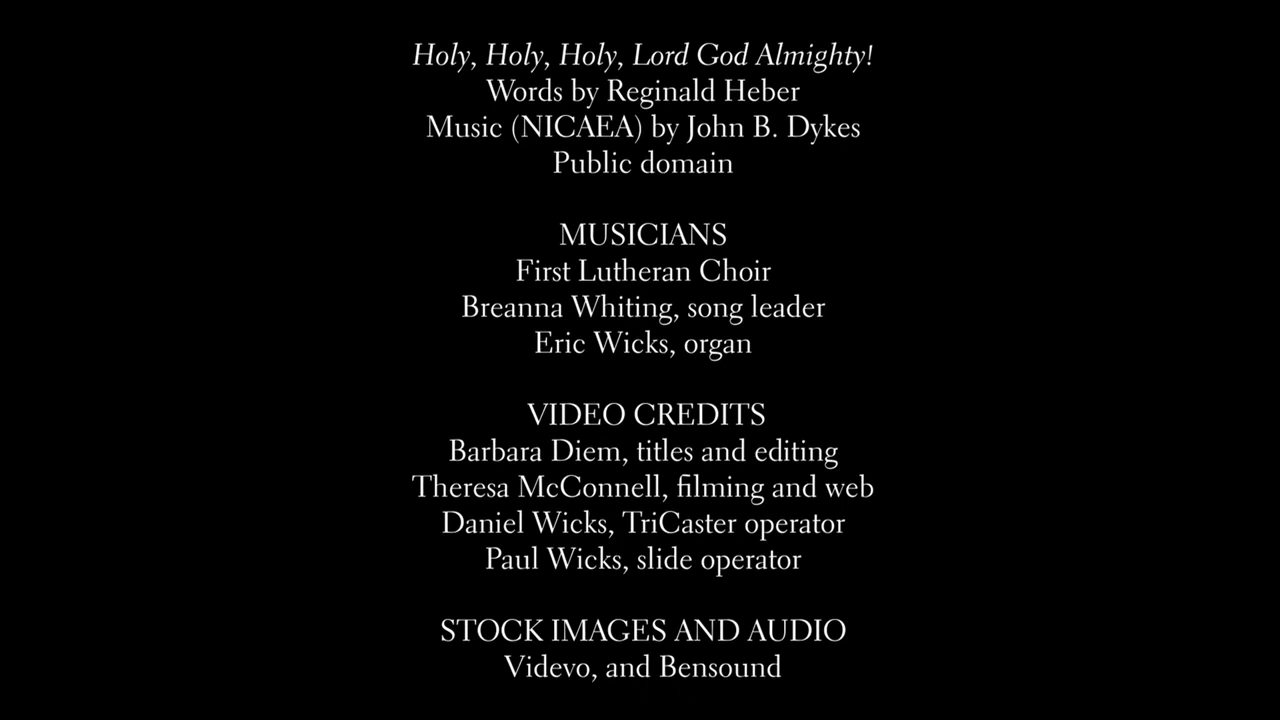 Holy, Holy, Holy, Lord God Almighty!
Words by Reginald Heber
Music (NICAEA) by John B. Dykes
Public domain
MUSICIANS
First Lutheran Choir
Breanna Whiting, song leader
Eric Wicks, organ
VIDEO CREDITS
Barbara Diem, titles and editing
Theresa McConnell, filming and web
Daniel Wicks, TriCaster operator
Paul Wicks, slide operator
STOCK IMAGES AND AUDIO
Videvo, and Bensound